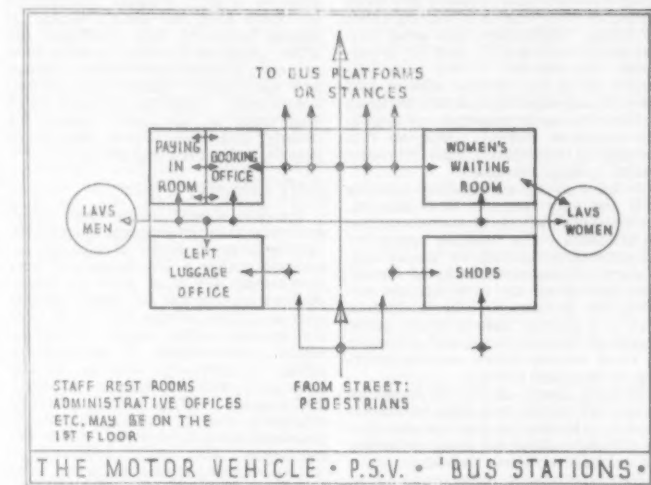 TO BUS PLATFORMS
OR STANCES
PAYING
IN
ROOM
BOOKING
OFFICE
WOMEN'S
WAITING
ROOM
LAVS
MEN
LAVS
WOMEN
LEFT
LUGGAGE
OFFICE
SHOPS
STAFF REST ROOMS
ADMINISTRATIVE OFFICES
ETC, MAY BE ON THE
1ST FLOOR
FROM STREET:
PEDESTRIANS
THE MOTOR VEHICLE • P.S.V. • 'BUS STATIONS •